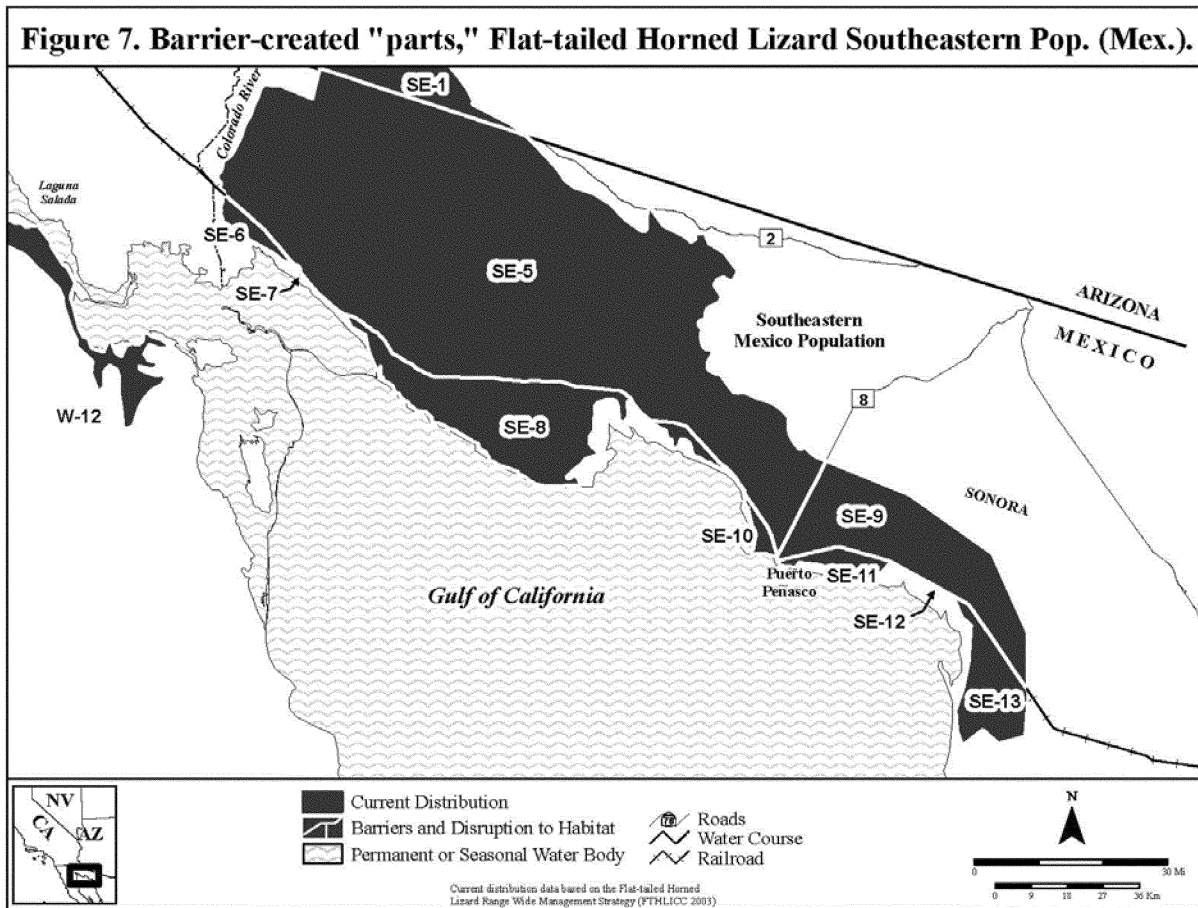 Figure 7. Barrier-created "parts," Flat-tailed Horned Lizard Southeastern Pop. (Mex.).
SE-1
Colorado River
Laguna
Salada
SE-6
2
SE-5
SE-7
ARIZONA
MEXICO
Southeastern
Mexico Population
8
W-12
SE-8
SONORA
SE-9
SE-10
Puerto
Peñasco
SE-11
Gulf of California
SE-12
SE-13
NV
CA
AZ
Current Distribution
Barriers and Disruption to Habitat
Permanent or Seasonal Water Body
Roads
Water Course
Railroad
Current distribution data based on the Flat-tailed Horned
Lizard Range Wide Management Strategy (FTHLICC 2003)
N
0 30 Mi
0 9 18 27 36 Km